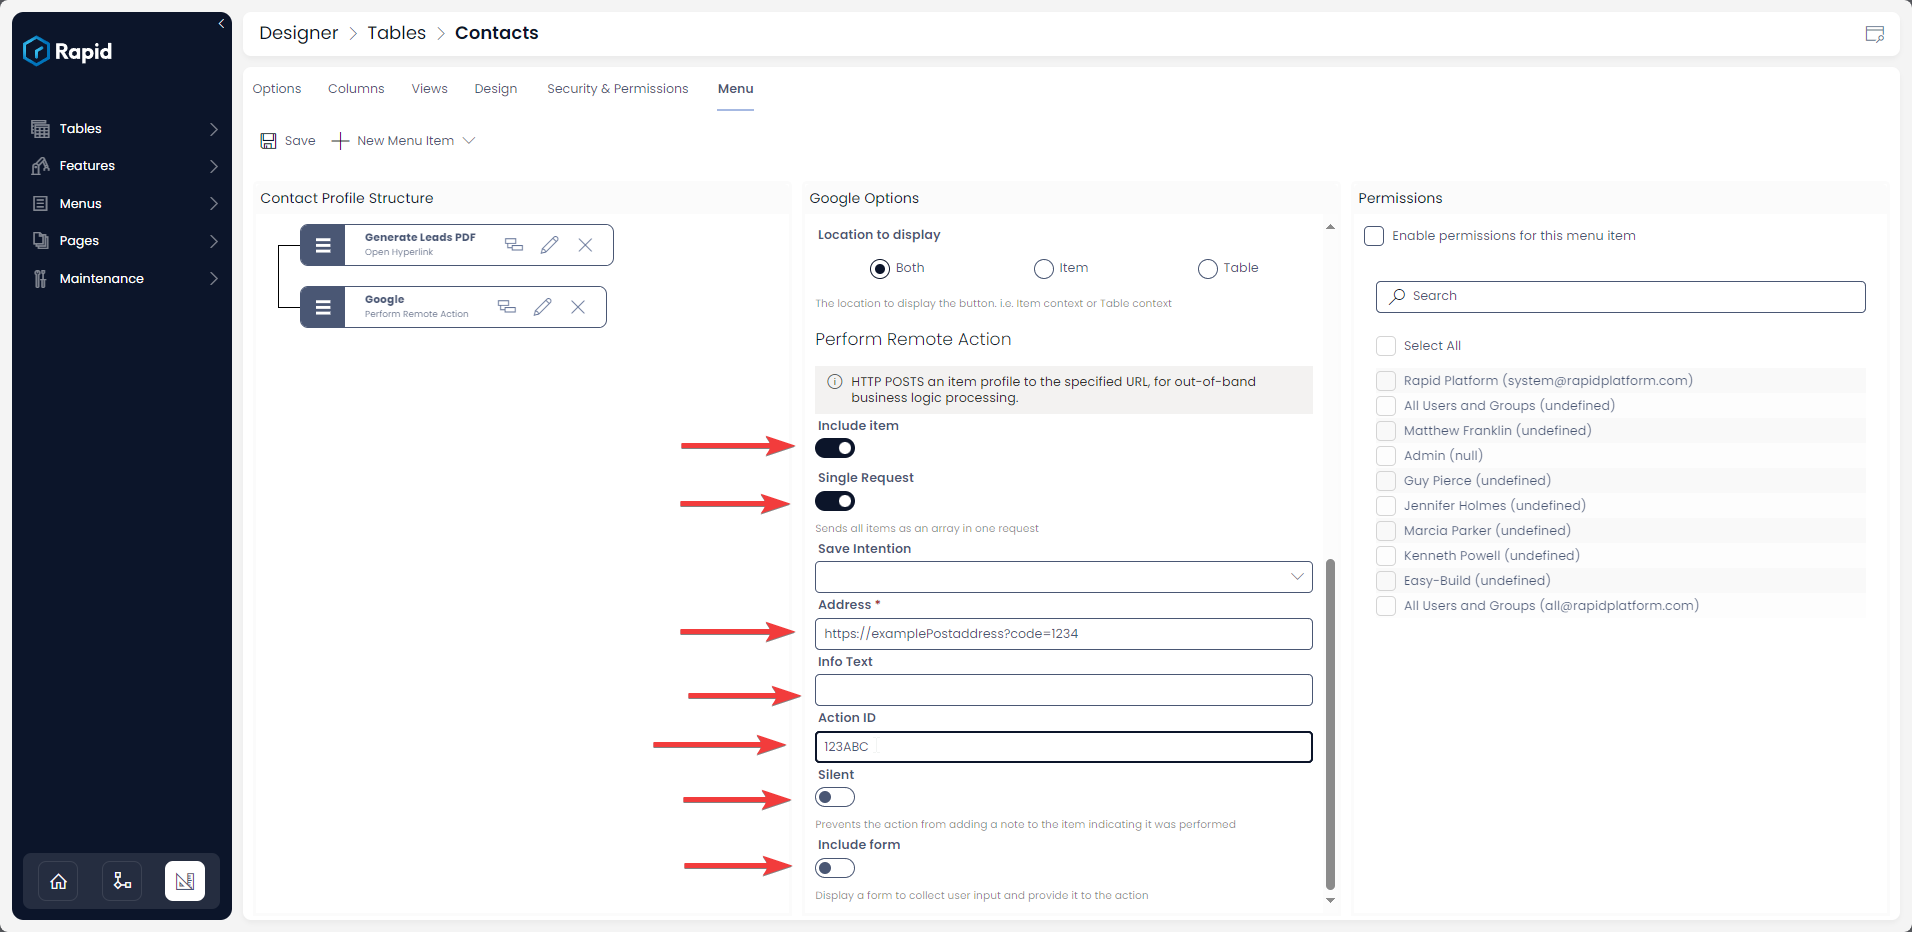 Rapid
Tables
Features
Menus
Pages
Maintenance
Designer > Tables > Contacts
Options Columns Views Design Security & Permissions Menu
Save New Menu Item
Contact Profile Structure
Generate Leads PDF
Open Hyperlink
Google
Perform Remote Action
Google Options
Location to display
Both Item Table
The location to display the button. i.e. Item context or Table context
Perform Remote Action
HTTP POSTS an item profile to the specified URL, for out-of-band
business logic processing.
Include item
Single Request
Sends all items as an array in one request
Save Intention
Address *
https://examplePostaddress?code=1234
Info Text
Action ID
123ABC
Silent
Prevents the action from adding a note to the item indicating it was performed
Include form
Display a form to collect user input and provide it to the action
Permissions
Enable permissions for this menu item
Search
Select All
Rapid Platform (system@rapidplatform.com)
All Users and Groups (undefined)
Matthew Franklin (undefined)
Admin (null)
Guy Pierce (undefined)
Jennifer Holmes (undefined)
Marcia Parker (undefined)
Kenneth Powell (undefined)
Easy-Build (undefined)
All Users and Groups (all@rapidplatform.com)